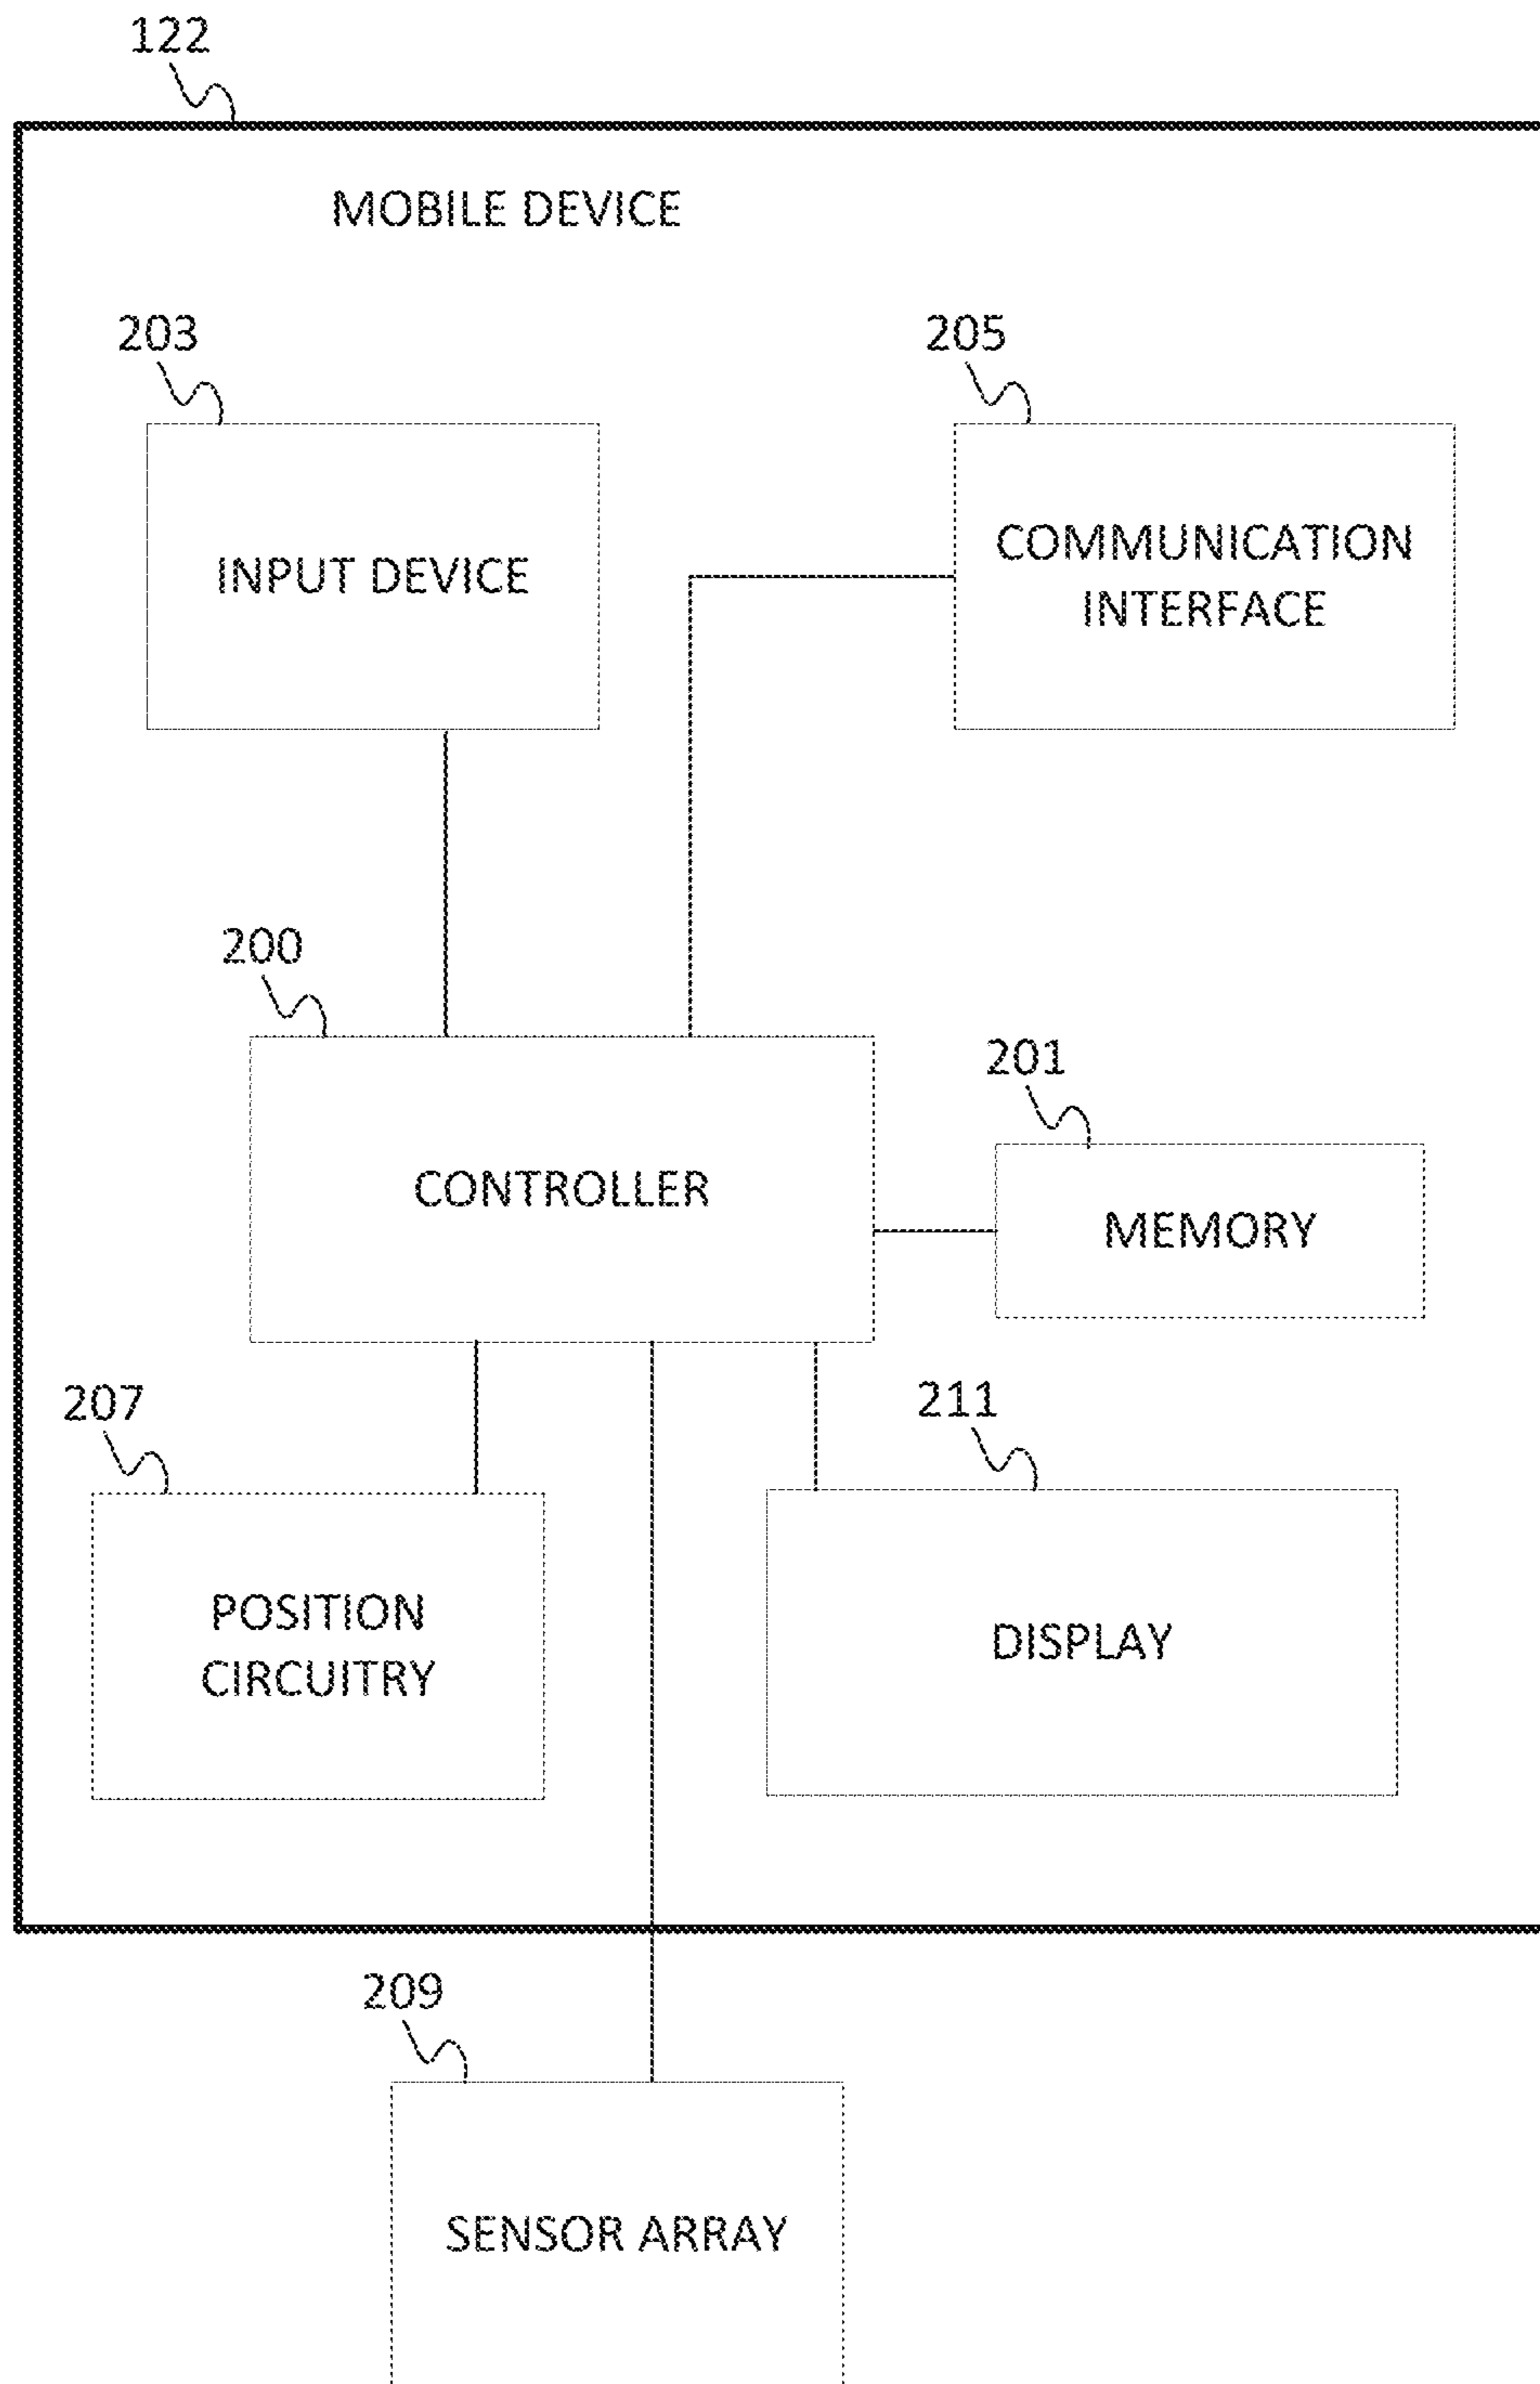 122
MOBILE DEVICE
203
205
INPUT DEVICE
COMMUNICATION
INTERFACE
200
201
CONTROLLER
MEMORY
207
211
POSITION
CIRCUITRY
DISPLAY
209
SENSOR ARRAY